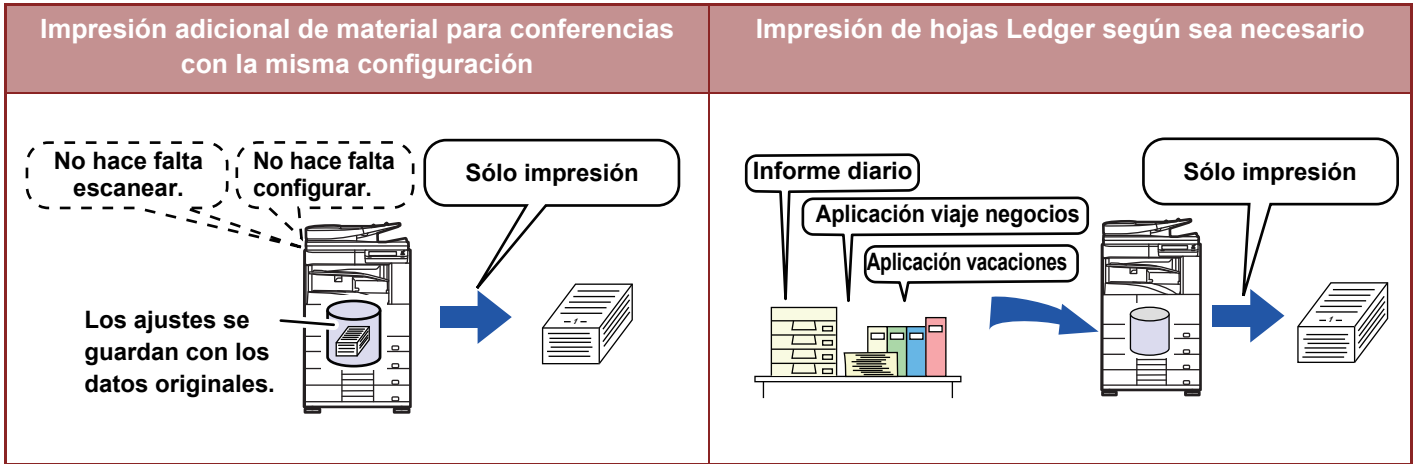 Impresión adicional de material para conferencias
con la misma configuración
Impresión de hojas Ledger según sea necesario
No hace falta
escanear.
No hace falta
configurar.
Sólo impresión
Los ajustes se
guardan con los
datos originales.
-1-
Informe diario
Aplicación viaje negocios
Aplicación vacaciones
Sólo impresión
-1-